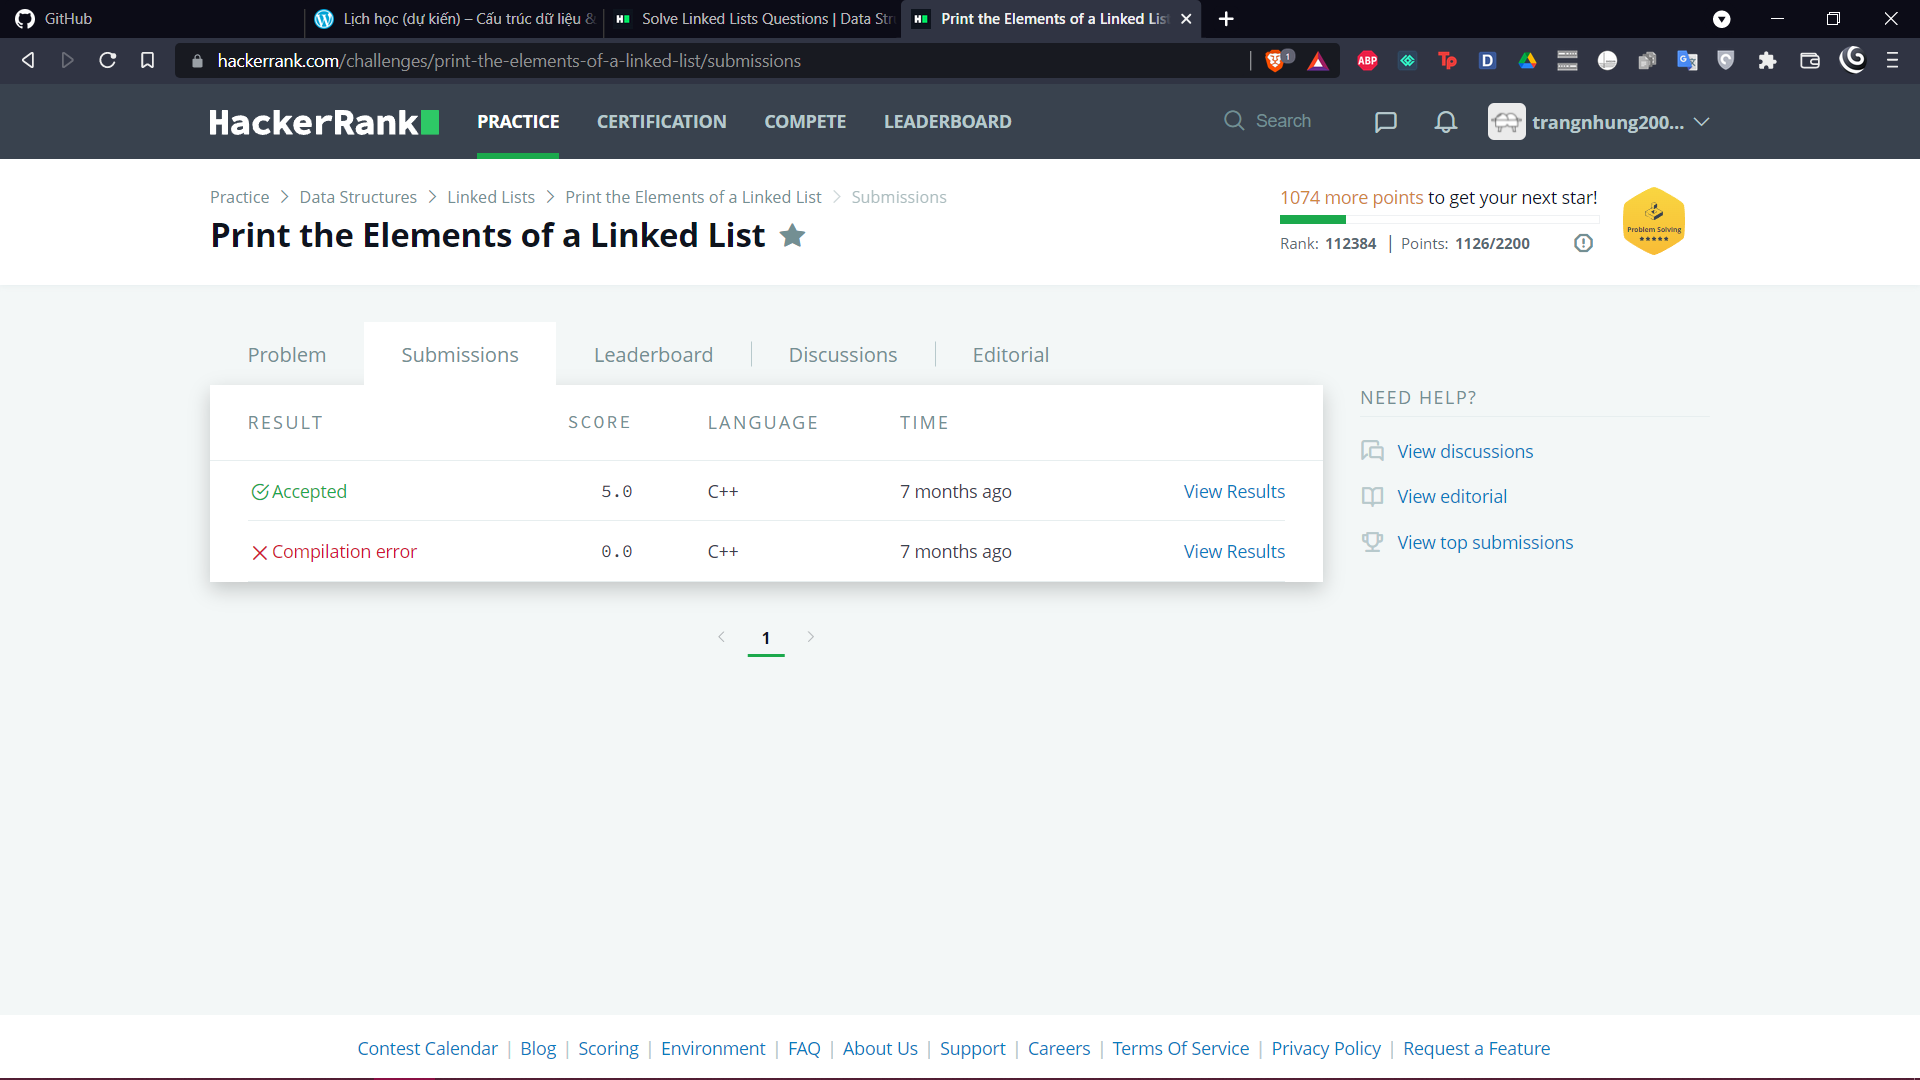 GitHub
Lịch học (dự kiến) – Cấu trúc dữ liệu &
Solve Linked Lists Questions | Data Stru
Print the Elements of a Linked List
hackerrank.com/challenges/print-the-elements-of-a-linked-list/submissions
1
ABP
Tp
D
HackerRank
PRACTICE
CERTIFICATION
COMPETE
LEADERBOARD
Search
trangnhung200...
Practice > Data Structures > Linked Lists > Print the Elements of a Linked List > Submissions
Print the Elements of a Linked List
1074 more points to get your next star!
Rank: 112384 | Points: 1126/2200
Problem Solving
Problem
Submissions
Leaderboard
Discussions
Editorial
RESULT SCORE LANGUAGE TIME
Accepted 5.0 C++ 7 months ago View Results
Compilation error 0.0 C++ 7 months ago View Results
1
NEED HELP?
View discussions
View editorial
View top submissions
Contest Calendar | Blog | Scoring | Environment | FAQ | About Us | Support | Careers | Terms Of Service | Privacy Policy | Request a Feature